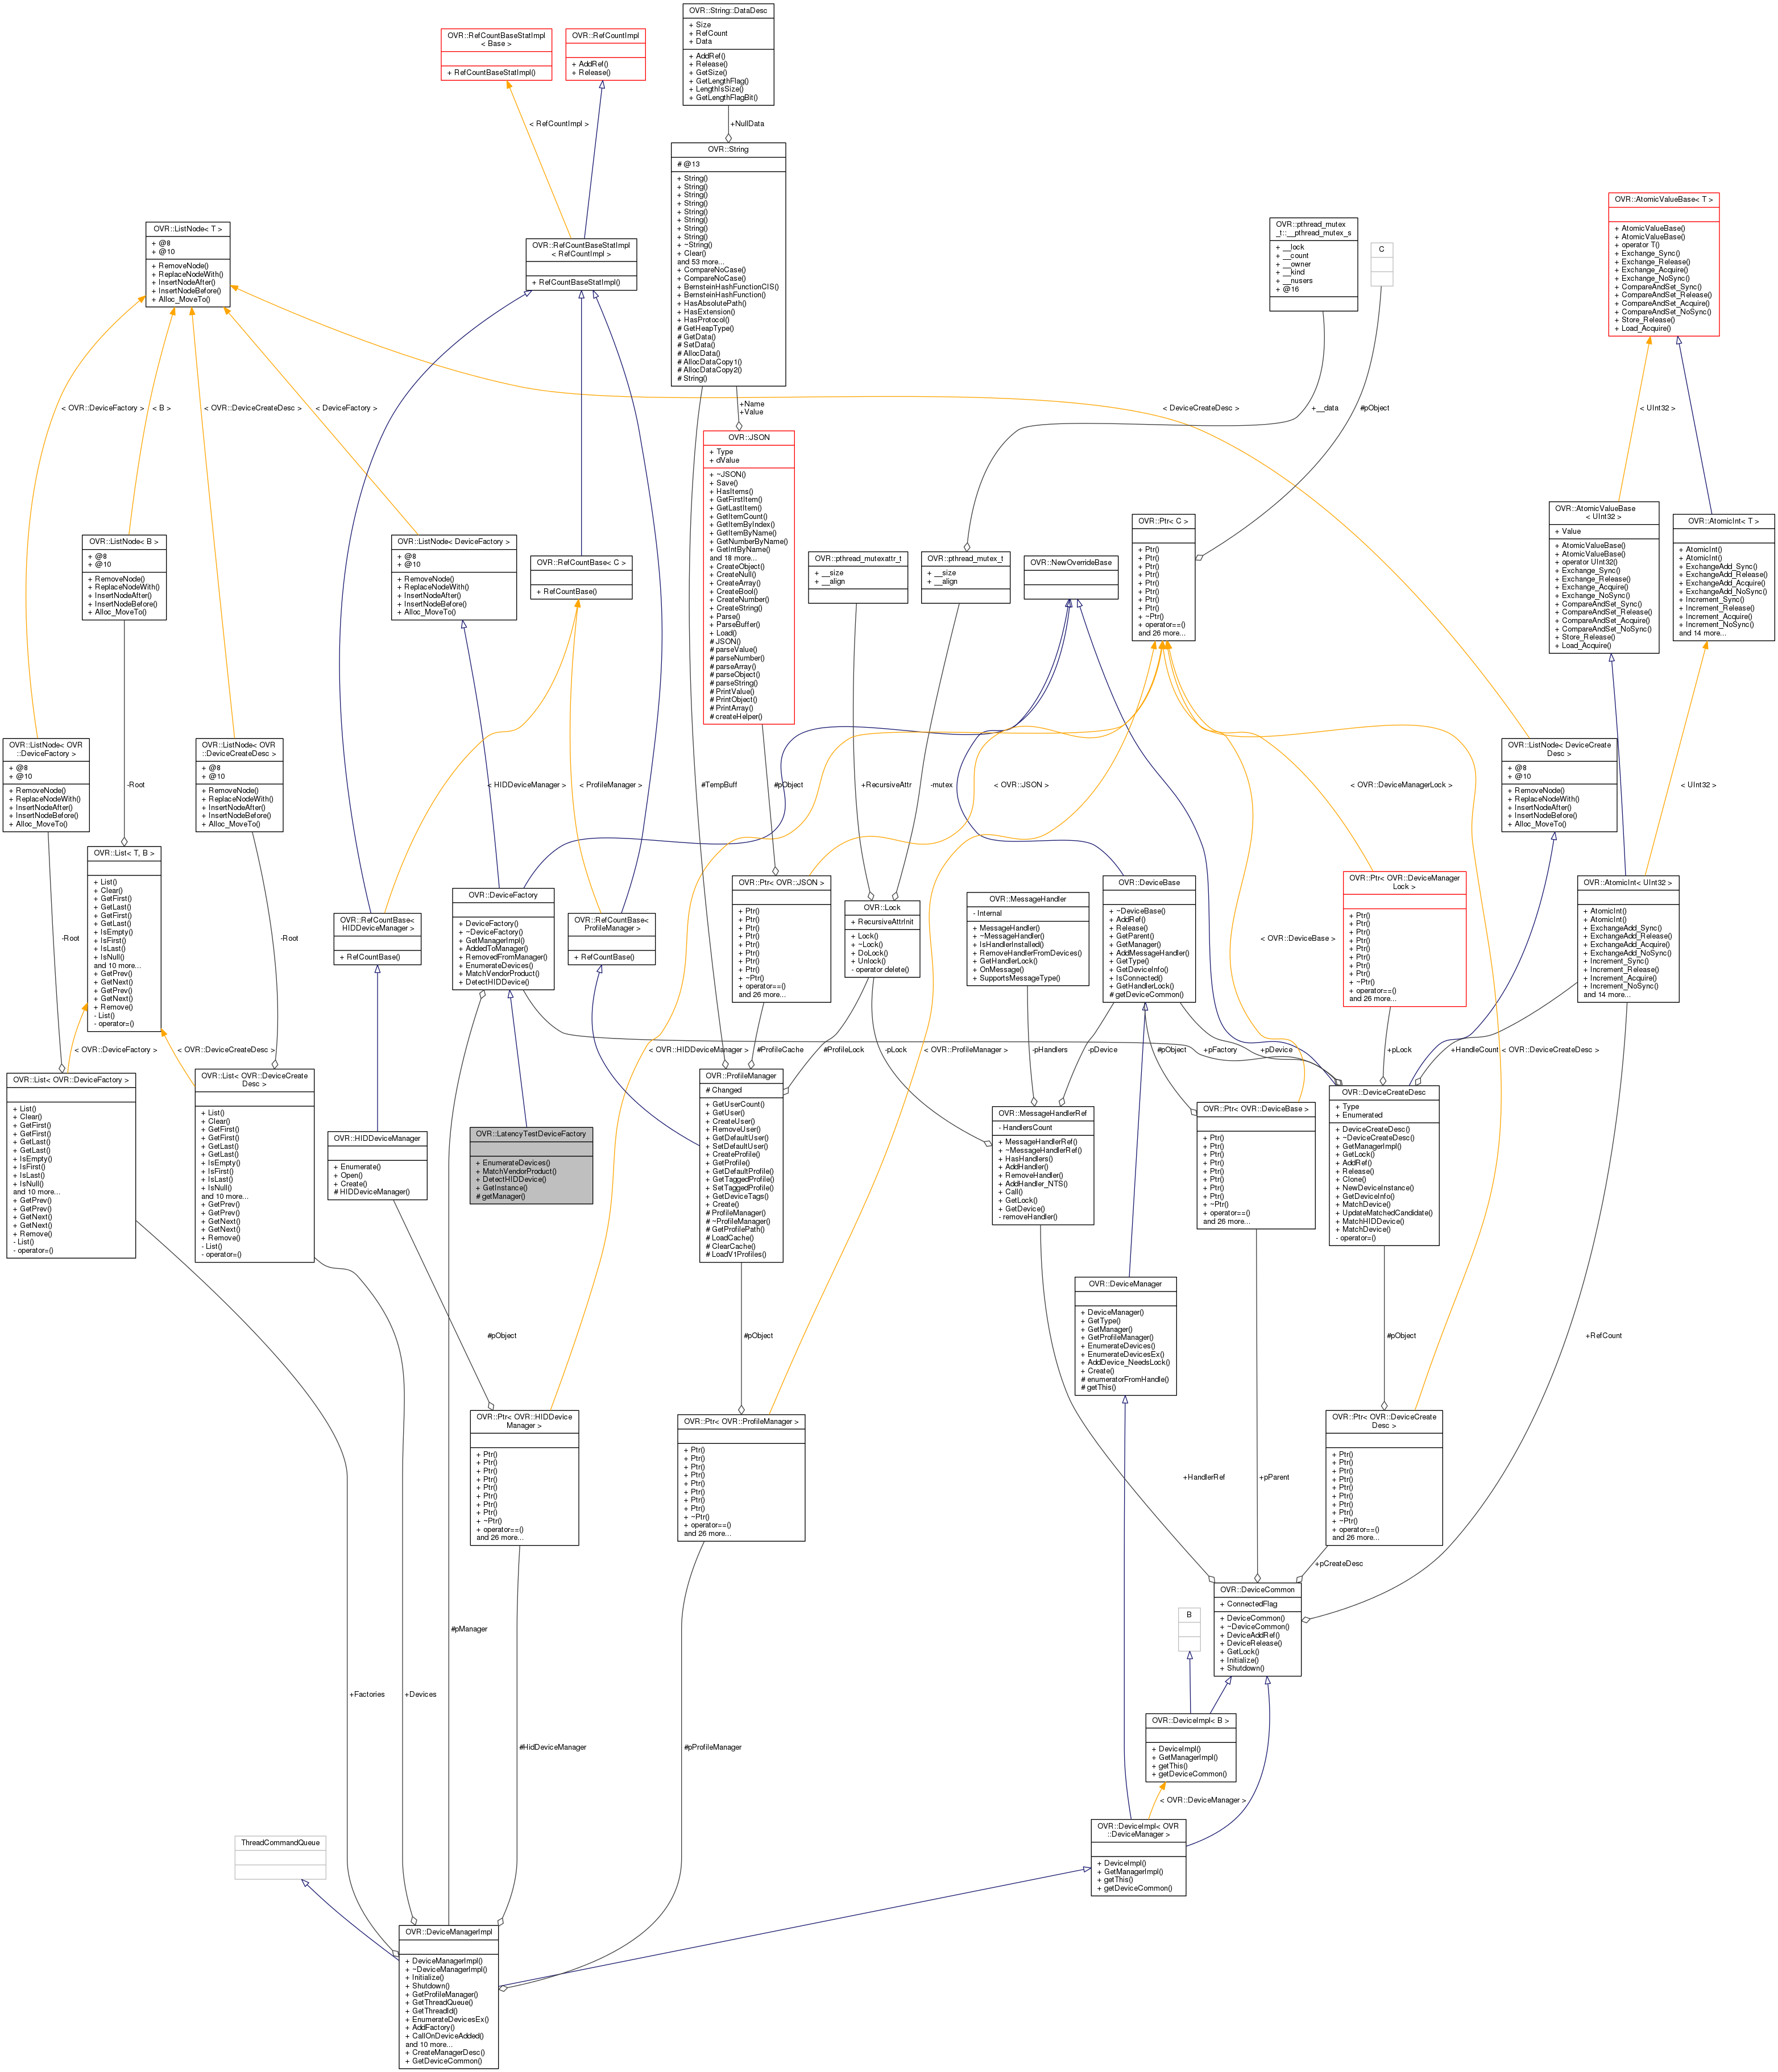 OVR::String::DataDesc
+ Size
+ RefCount
+ Data
+ AddRef()
+ Release()
+ GetSize()
+ GetLengthFlag()
+ LengthIsSize()
+ GetLengthFlagBit()
OVR::RefCountBaseStatImpl
< Base >
+ RefCountBaseStatImpl()
OVR::RefCountImpl
+ AddRef()
+ Release()
< RefCountImpl >
+NullData
OVR::String
# @13
+ String()
+ String()
+ String()
+ String()
+ String()
+ String()
+ String()
+ String()
+ ~String()
+ Clear()
and 53 more...
+ CompareNoCase()
+ CompareNoCase()
+ BernsteinHashFunctionCIS()
+ BernsteinHashFunction()
+ HasAbsolutePath()
+ HasExtension()
+ HasProtocol()
# GetHeapType()
# GetData()
# SetData()
# AllocData()
# AllocDataCopy1()
# AllocDataCopy2()
# String()
OVR::ListNode< T >
+ @8
+ @10
+ RemoveNode()
+ ReplaceNodeWith()
+ InsertNodeAfter()
+ InsertNodeBefore()
+ Alloc_MoveTo()
OVR::RefCountBaseStatImpl
< RefCountImpl >
+ RefCountBaseStatImpl()
OVR::pthread_mutex
_t::__pthread_mutex_s
+ __lock
+ __count
+ __owner
+ __kind
+ __nusers
+ @16
C
OVR::AtomicValueBase< T >
+ AtomicValueBase()
+ AtomicValueBase()
+ operator T()
+ Exchange_Sync()
+ Exchange_Release()
+ Exchange_Acquire()
+ Exchange_NoSync()
+ CompareAndSet_Sync()
+ CompareAndSet_Release()
+ CompareAndSet_Acquire()
+ CompareAndSet_NoSync()
+ Store_Release()
+ Load_Acquire()
< OVR::DeviceFactory >
< B >
< OVR::DeviceCreateDesc >
< DeviceFactory >
+Name
+Value
< DeviceCreateDesc >
+__data
#pObject
< UInt32 >
OVR::JSON
+ Type
+ dValue
+ ~JSON()
+ Save()
+ HasItems()
+ GetFirstItem()
+ GetLastItem()
+ GetItemCount()
+ GetItemByIndex()
+ GetItemByName()
+ GetNumberByName()
+ GetIntByName()
and 18 more...
+ CreateObject()
+ CreateNull()
+ CreateArray()
+ CreateBool()
+ CreateNumber()
+ CreateString()
+ Parse()
+ ParseBuffer()
+ Load()
# JSON()
# parseValue()
# parseNumber()
# parseArray()
# parseObject()
# parseString()
# PrintValue()
# PrintObject()
# PrintArray()
# createHelper()
OVR::ListNode< B >
+ @8
+ @10
+ RemoveNode()
+ ReplaceNodeWith()
+ InsertNodeAfter()
+ InsertNodeBefore()
+ Alloc_MoveTo()
OVR::ListNode< DeviceFactory >
+ @8
+ @10
+ RemoveNode()
+ ReplaceNodeWith()
+ InsertNodeAfter()
+ InsertNodeBefore()
+ Alloc_MoveTo()
OVR::RefCountBase< C >
+ RefCountBase()
OVR::pthread_mutexattr_t
+ __size
+ __align
OVR::pthread_mutex_t
+ __size
+ __align
OVR::NewOverrideBase
OVR::Ptr< C >
+ Ptr()
+ Ptr()
+ Ptr()
+ Ptr()
+ Ptr()
+ Ptr()
+ Ptr()
+ Ptr()
+ ~Ptr()
+ operator==()
and 26 more...
OVR::AtomicValueBase
< UInt32 >
+ Value
+ AtomicValueBase()
+ AtomicValueBase()
+ operator UInt32()
+ Exchange_Sync()
+ Exchange_Release()
+ Exchange_Acquire()
+ Exchange_NoSync()
+ CompareAndSet_Sync()
+ CompareAndSet_Release()
+ CompareAndSet_Acquire()
+ CompareAndSet_NoSync()
+ Store_Release()
+ Load_Acquire()
OVR::AtomicInt< T >
+ AtomicInt()
+ AtomicInt()
+ ExchangeAdd_Sync()
+ ExchangeAdd_Release()
+ ExchangeAdd_Acquire()
+ ExchangeAdd_NoSync()
+ Increment_Sync()
+ Increment_Release()
+ Increment_Acquire()
+ Increment_NoSync()
and 14 more...
OVR::ListNode< OVR
::DeviceFactory >
+ @8
+ @10
+ RemoveNode()
+ ReplaceNodeWith()
+ InsertNodeAfter()
+ InsertNodeBefore()
+ Alloc_MoveTo()
-Root
OVR::ListNode< OVR
::DeviceCreateDesc >
+ @8
+ @10
+ RemoveNode()
+ ReplaceNodeWith()
+ InsertNodeAfter()
+ InsertNodeBefore()
+ Alloc_MoveTo()
< HIDDeviceManager >
< ProfileManager >
#TempBuff
#pObject
+RecursiveAttr
-mutex
< OVR::JSON >
< OVR::DeviceManagerLock >
OVR::ListNode< DeviceCreate
Desc >
+ @8
+ @10
+ RemoveNode()
+ ReplaceNodeWith()
+ InsertNodeAfter()
+ InsertNodeBefore()
+ Alloc_MoveTo()
< UInt32 >
OVR::List< T, B >
+ List()
+ Clear()
+ GetFirst()
+ GetLast()
+ GetFirst()
+ GetLast()
+ IsEmpty()
+ IsFirst()
+ IsLast()
+ IsNull()
and 10 more...
+ GetPrev()
+ GetNext()
+ GetPrev()
+ GetNext()
+ Remove()
- List()
- operator=()
-Root
-Root
OVR::RefCountBase<
HIDDeviceManager >
+ RefCountBase()
OVR::DeviceFactory
+ DeviceFactory()
+ ~DeviceFactory()
+ GetManagerImpl()
+ AddedToManager()
+ RemovedFromManager()
+ EnumerateDevices()
+ MatchVendorProduct()
+ DetectHIDDevice()
OVR::RefCountBase<
ProfileManager >
+ RefCountBase()
OVR::Ptr< OVR::JSON >
+ Ptr()
+ Ptr()
+ Ptr()
+ Ptr()
+ Ptr()
+ Ptr()
+ Ptr()
+ Ptr()
+ ~Ptr()
+ operator==()
and 26 more...
OVR::Lock
+ RecursiveAttrInit
+ Lock()
+ ~Lock()
+ DoLock()
+ Unlock()
- operator delete()
OVR::MessageHandler
- Internal
+ MessageHandler()
+ ~MessageHandler()
+ IsHandlerInstalled()
+ RemoveHandlerFromDevices()
+ GetHandlerLock()
+ OnMessage()
+ SupportsMessageType()
OVR::DeviceBase
+ ~DeviceBase()
+ AddRef()
+ Release()
+ GetParent()
+ GetManager()
+ AddMessageHandler()
+ GetType()
+ GetDeviceInfo()
+ IsConnected()
+ GetHandlerLock()
# getDeviceCommon()
< OVR::DeviceBase >
OVR::Ptr< OVR::DeviceManager
Lock >
+ Ptr()
+ Ptr()
+ Ptr()
+ Ptr()
+ Ptr()
+ Ptr()
+ Ptr()
+ Ptr()
+ ~Ptr()
+ operator==()
and 26 more...
OVR::AtomicInt< UInt32 >
+ AtomicInt()
+ AtomicInt()
+ ExchangeAdd_Sync()
+ ExchangeAdd_Release()
+ ExchangeAdd_Acquire()
+ ExchangeAdd_NoSync()
+ Increment_Sync()
+ Increment_Release()
+ Increment_Acquire()
+ Increment_NoSync()
and 14 more...
< OVR::DeviceFactory >
< OVR::DeviceCreateDesc >
< OVR::HIDDeviceManager >
#ProfileCache
#ProfileLock
-pLock
< OVR::ProfileManager >
-pHandlers
-pDevice
#pObject
+pFactory
+pDevice
+pLock
+HandleCount
< OVR::DeviceCreateDesc >
OVR::List< OVR::DeviceFactory >
+ List()
+ Clear()
+ GetFirst()
+ GetFirst()
+ GetLast()
+ GetLast()
+ IsEmpty()
+ IsFirst()
+ IsLast()
+ IsNull()
and 10 more...
+ GetPrev()
+ GetPrev()
+ GetNext()
+ GetNext()
+ Remove()
- List()
- operator=()
OVR::List< OVR::DeviceCreate
Desc >
+ List()
+ Clear()
+ GetFirst()
+ GetFirst()
+ GetLast()
+ GetLast()
+ IsEmpty()
+ IsFirst()
+ IsLast()
+ IsNull()
and 10 more...
+ GetPrev()
+ GetPrev()
+ GetNext()
+ GetNext()
+ Remove()
- List()
- operator=()
OVR::HIDDeviceManager
+ Enumerate()
+ Open()
+ Create()
# HIDDeviceManager()
OVR::LatencyTestDeviceFactory
+ EnumerateDevices()
+ MatchVendorProduct()
+ DetectHIDDevice()
+ GetInstance()
# getManager()
OVR::ProfileManager
# Changed
+ GetUserCount()
+ GetUser()
+ CreateUser()
+ RemoveUser()
+ GetDefaultUser()
+ SetDefaultUser()
+ CreateProfile()
+ GetProfile()
+ GetDefaultProfile()
+ GetTaggedProfile()
+ SetTaggedProfile()
+ GetDeviceTags()
+ Create()
# ProfileManager()
# ~ProfileManager()
# GetProfilePath()
# LoadCache()
# ClearCache()
# LoadV1Profiles()
OVR::MessageHandlerRef
- HandlersCount
+ MessageHandlerRef()
+ ~MessageHandlerRef()
+ HasHandlers()
+ AddHandler()
+ RemoveHandler()
+ AddHandler_NTS()
+ Call()
+ GetLock()
+ GetDevice()
- removeHandler()
OVR::Ptr< OVR::DeviceBase >
+ Ptr()
+ Ptr()
+ Ptr()
+ Ptr()
+ Ptr()
+ Ptr()
+ Ptr()
+ Ptr()
+ ~Ptr()
+ operator==()
and 26 more...
OVR::DeviceCreateDesc
+ Type
+ Enumerated
+ DeviceCreateDesc()
+ ~DeviceCreateDesc()
+ GetManagerImpl()
+ GetLock()
+ AddRef()
+ Release()
+ Clone()
+ NewDeviceInstance()
+ GetDeviceInfo()
+ MatchDevice()
+ UpdateMatchedCandidate()
+ MatchHIDDevice()
+ MatchDevice()
- operator=()
OVR::DeviceManager
+ DeviceManager()
+ GetType()
+ GetManager()
+ GetProfileManager()
+ EnumerateDevices()
+ EnumerateDevicesEx()
+ AddDevice_NeedsLock()
+ Create()
# enumeratorFromHandle()
# getThis()
#pObject
#pObject
#pObject
+RefCount
OVR::Ptr< OVR::HIDDevice
Manager >
+ Ptr()
+ Ptr()
+ Ptr()
+ Ptr()
+ Ptr()
+ Ptr()
+ Ptr()
+ Ptr()
+ ~Ptr()
+ operator==()
and 26 more...
OVR::Ptr< OVR::ProfileManager >
+ Ptr()
+ Ptr()
+ Ptr()
+ Ptr()
+ Ptr()
+ Ptr()
+ Ptr()
+ Ptr()
+ ~Ptr()
+ operator==()
and 26 more...
OVR::Ptr< OVR::DeviceCreate
Desc >
+ Ptr()
+ Ptr()
+ Ptr()
+ Ptr()
+ Ptr()
+ Ptr()
+ Ptr()
+ Ptr()
+ ~Ptr()
+ operator==()
and 26 more...
+HandlerRef
+pParent
+pCreateDesc
OVR::DeviceCommon
+ ConnectedFlag
+ DeviceCommon()
+ ~DeviceCommon()
+ DeviceAddRef()
+ DeviceRelease()
+ GetLock()
+ Initialize()
+ Shutdown()
B
#pManager
+Factories
+Devices
#HidDeviceManager
#pProfileManager
OVR::DeviceImpl< B >
+ DeviceImpl()
+ GetManagerImpl()
+ getThis()
+ getDeviceCommon()
< OVR::DeviceManager >
OVR::DeviceImpl< OVR
::DeviceManager >
+ DeviceImpl()
+ GetManagerImpl()
+ getThis()
+ getDeviceCommon()
ThreadCommandQueue
OVR::DeviceManagerImpl
+ DeviceManagerImpl()
+ ~DeviceManagerImpl()
+ Initialize()
+ Shutdown()
+ GetProfileManager()
+ GetThreadQueue()
+ GetThreadId()
+ EnumerateDevicesEx()
+ AddFactory()
+ CallOnDeviceAdded()
and 10 more...
+ CreateManagerDesc()
+ GetDeviceCommon()